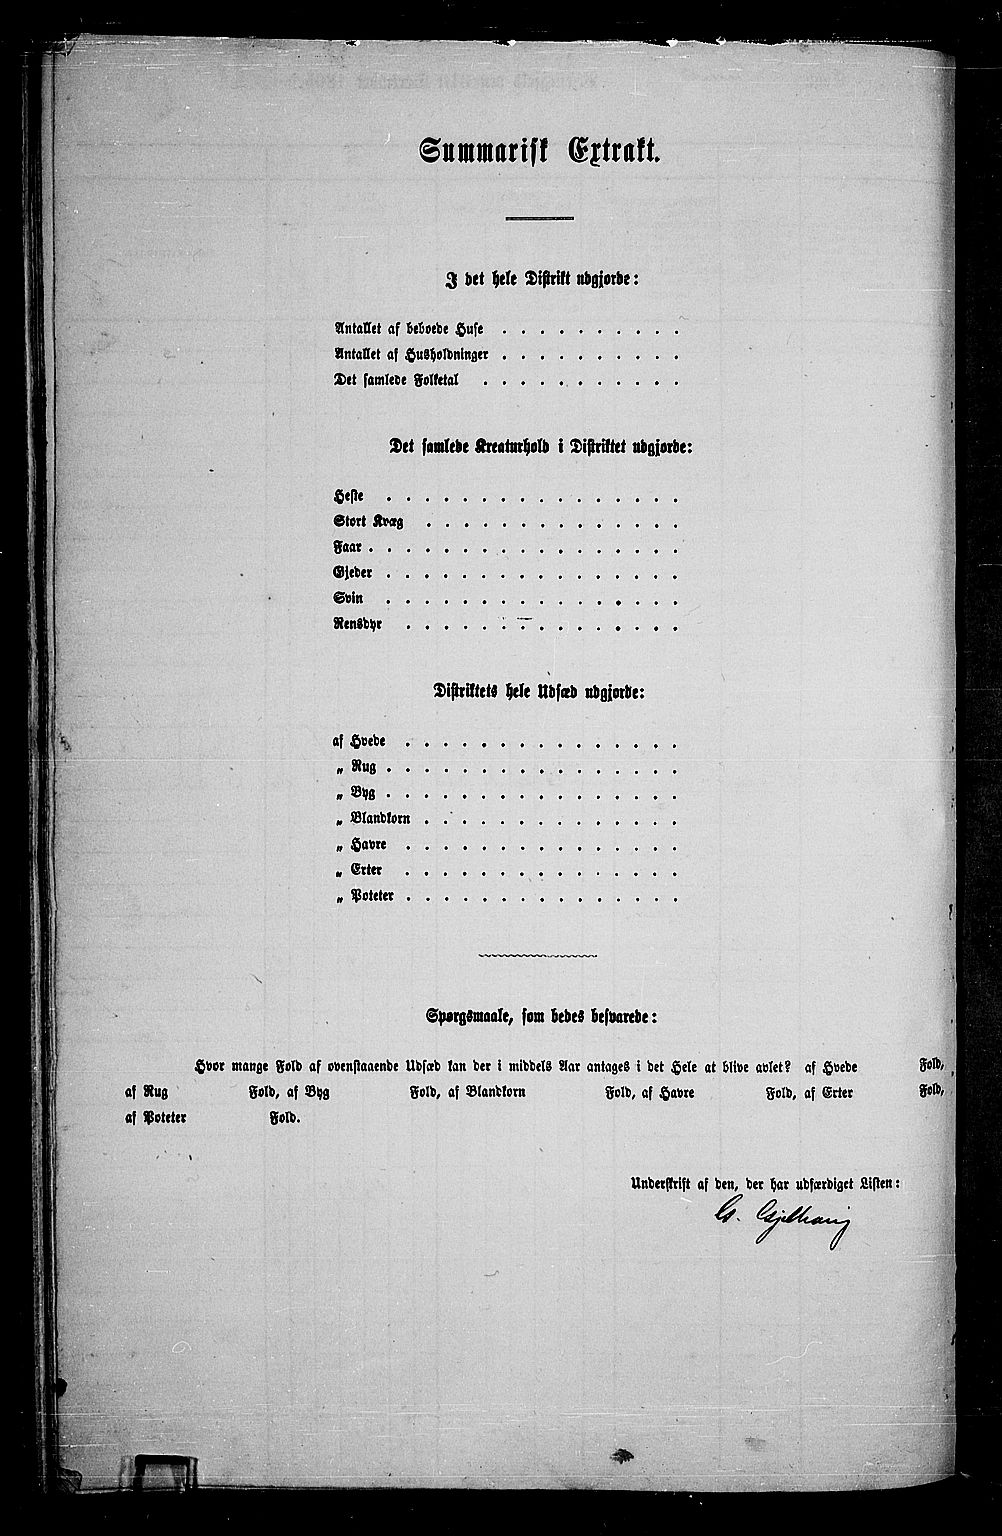 Summarisk Extrakt.
I det hele Distrikt udgjorde:
Antallet af beboede Huse . . . . . . . . . .
Antallet af Husholdninger . . . . . . . . . .
Det samlede Folketal . . . . . . . . . . .
Det samlede Kreaturhold i Distriktet udgjorde:
Heste . . . . . . . . . . . . . . . .
Stort Kvæg . . . . . . . . . . . . . .
Faar . . . . . . . . . . . . . . . . .
Gjeder . . . . . . . . . . . . . . . .
Svin . . . . . . . . . . . . . . . .
Rensdyr . . . . . . . . . . . . . . .
Distriktets hele Udsæd udgjorde:
af Hvede . . . . . . . . . . . . . . .
„ Rug . . . . . . . . . . . . . . . .
„ Byg . . . . . . . . . . . . . . . .
„ Blandkorn . . . . . . . . . . . . . .
„ Havre . . . . . . . . . . . . . . .
„ Erter . . . . . . . . . . . . . . .
„ Poteter . . . . . . . . . . . . . . .
Spørgsmaale, som bedes besvarede:
Hvor mange Fold af ovenstaaende Udsæd kan der i middels Aar antages i det Hele at blive avlet? af Hvede Fold,
af Rug Fold, af Byg Fold, af Blandkorn Fold, af Havre Fold, af Erter Fold,
af Poteter Fold.
Underskrift af den, der har udfærdiget Listen: